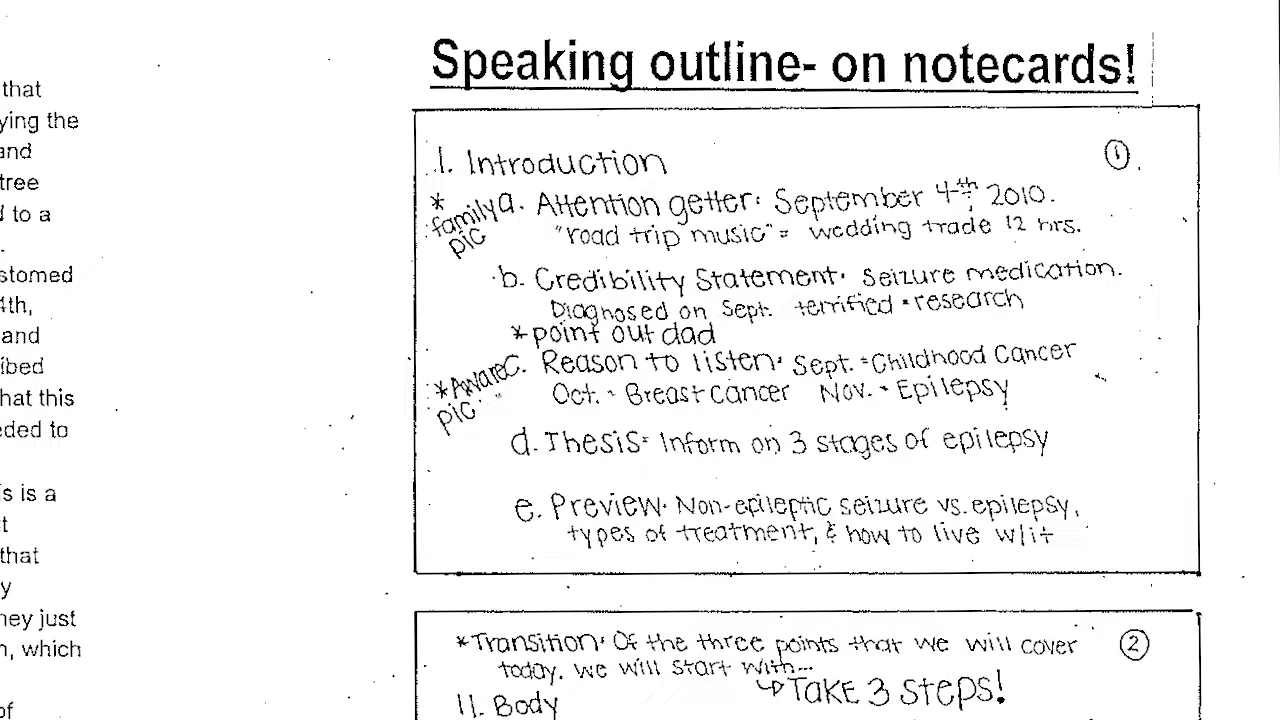 that
ying the
and
tree
d to a
.
stomed
4th,
and
ibed
hat this
eded to
is is a
t
that
y
hey just
n, which
of
Speaking outline- on notecards!
I. Introduction
1
* family pic
a. Attention getter: September 4th, 2010.
"road trip music" = wedding trade 12 hrs.
b. Credibility Statement: Seizure medication.
Diagnosed on Sept. terrified • research
*point out dad
*Aware pic.
c. Reason to listen: Sept. = Childhood Cancer
Oct. - Breast Cancer Nov. - Epilepsy
d. Thesis: Inform on 3 stages of epilepsy
e. Preview: Non-epileptic seizure vs. epilepsy,
types of treatment, & how to live w/it
*Transition: Of the three points that we will cover
2
today, we will start with...
↳ Take 3 steps!
II. Body